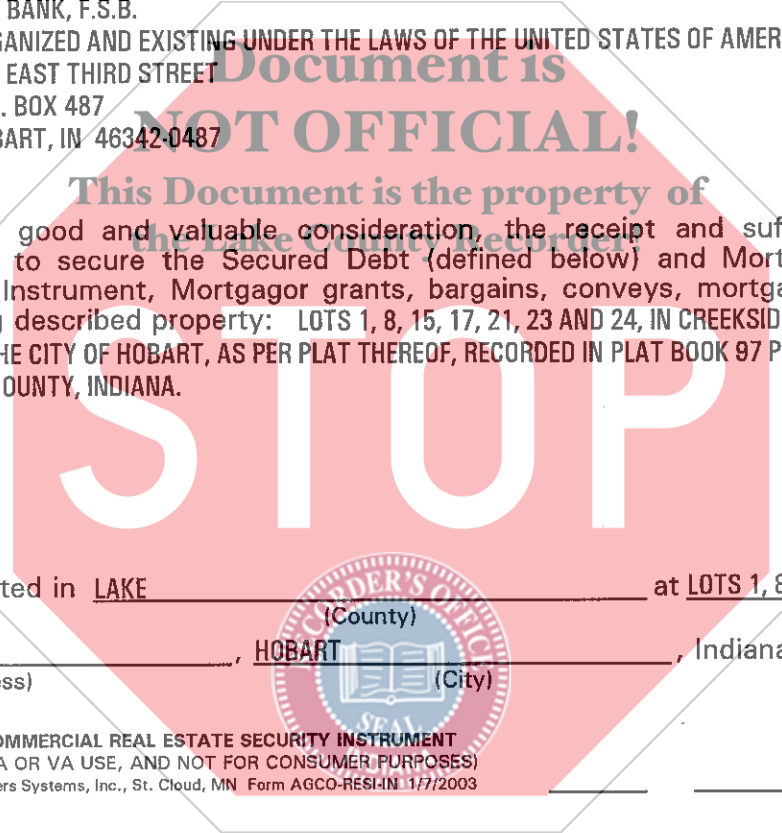 BANK, F.S.B.
GANIZED AND EXISTING UNDER THE LAWS OF THE UNITED STATES OF AMER
EAST THIRD STREET
Document is
. BOX 487
NOT OFFICIAL!
BART, IN 46342-0487
This Document is the property of
good and valuable consideration, the receipt and suf
the Lake County Recorder!
to secure the Secured Debt (defined below) and Mort
Instrument, Mortgagor grants, bargains, conveys, mortga
described property: LOTS 1, 8, 15, 17, 21, 23 AND 24, IN CREEKSID
HE CITY OF HOBART, AS PER PLAT THEREOF, RECORDED IN PLAT BOOK 97 P
OUNTY, INDIANA.
STOP
ted in LAKE at LOTS 1, 8
(County)
, HOBART , Indiana
ess) (City)
RECORDER'S OFFICE
SEAL
INDIANA
OMMERCIAL REAL ESTATE SECURITY INSTRUMENT
A OR VA USE, AND NOT FOR CONSUMER PURPOSES)
ers Systems, Inc., St. Cloud, MN Form AGCO-RESI-IN 1/7/2003